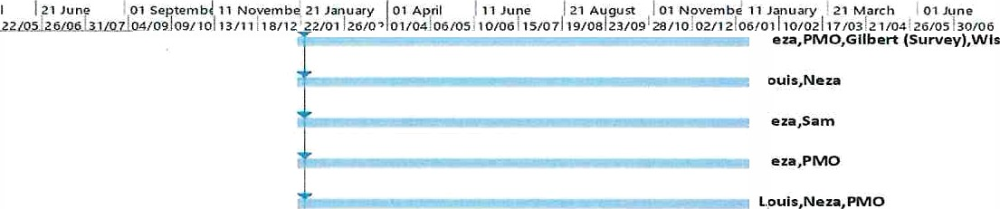 21 June 01 Septembe 11 Novembe 21 January 01 April 11 June 21 August 01 Novembe 11 January 21 March 01 June
22/05 26/06 31/07 04/09 09/10 13/11 18/12 22/01 26/0? 01/04 06/05 10/06 15/07 19/08 23/09 28/10 02/12 06/01 10/02 17/03 21/04 26/05 30/06
eza,PMO,Gilbert (Survey),Wis
ouis,Neza
eza,Sam
eza,PMO
Louis,Neza,PMO